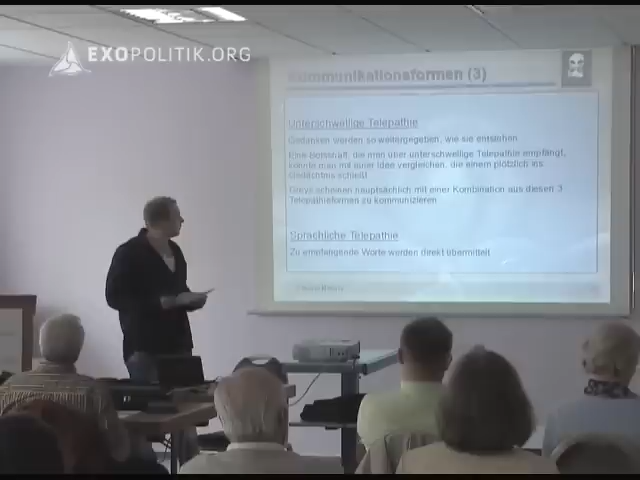 EXOPOLITIK.ORG
Kommunikationsformen (3)
Unterschwellige Telepathie
Gedanken werden so weitergegeben, wie sie entstehen
Eine Botschaft, die man über unterschwellige Telepathie empfängt,
könnte man mit einer Idee vergleichen, die einem plötzlich ins
Gedächtnis schießt
Greys scheinen hauptsächlich mit einer Kombination aus diesen 3
Telepathieformen zu kommunizieren
Sprachliche Telepathie
Zu empfangende Worte werden direkt übermittelt